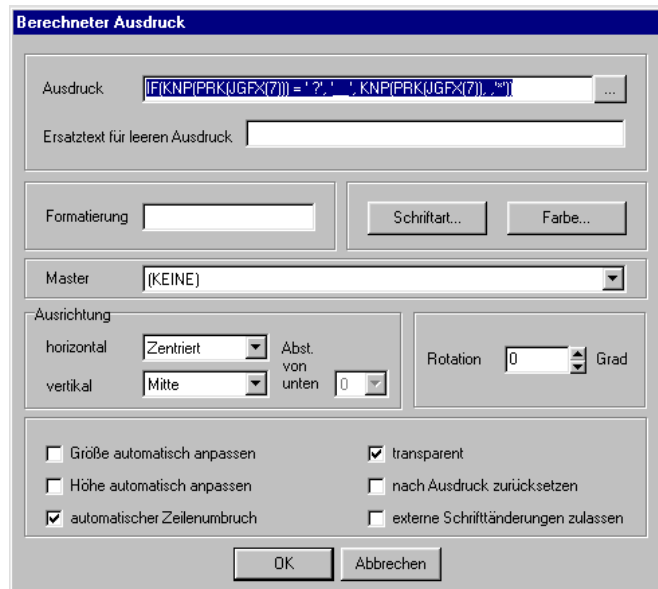 Berechneter Ausdruck
Ausdruck
IF(KNP(PRK(JGFX(7))) = ' ?', '__', KNP(PRK(JGFX(7)), ,'*'))
...
Ersatztext für leeren Ausdruck
Formatierung
Schriftart...
Farbe...
Master
(KEINE)
Ausrichtung
horizontal
Zentriert
Abst. von unten
0
vertikal
Mitte
Rotation
0
Grad
Größe automatisch anpassen
transparent
Höhe automatisch anpassen
nach Ausdruck zurücksetzen
automatischer Zeilenumbruch
externe Schrifttänderungen zulassen
OK
Abbrechen